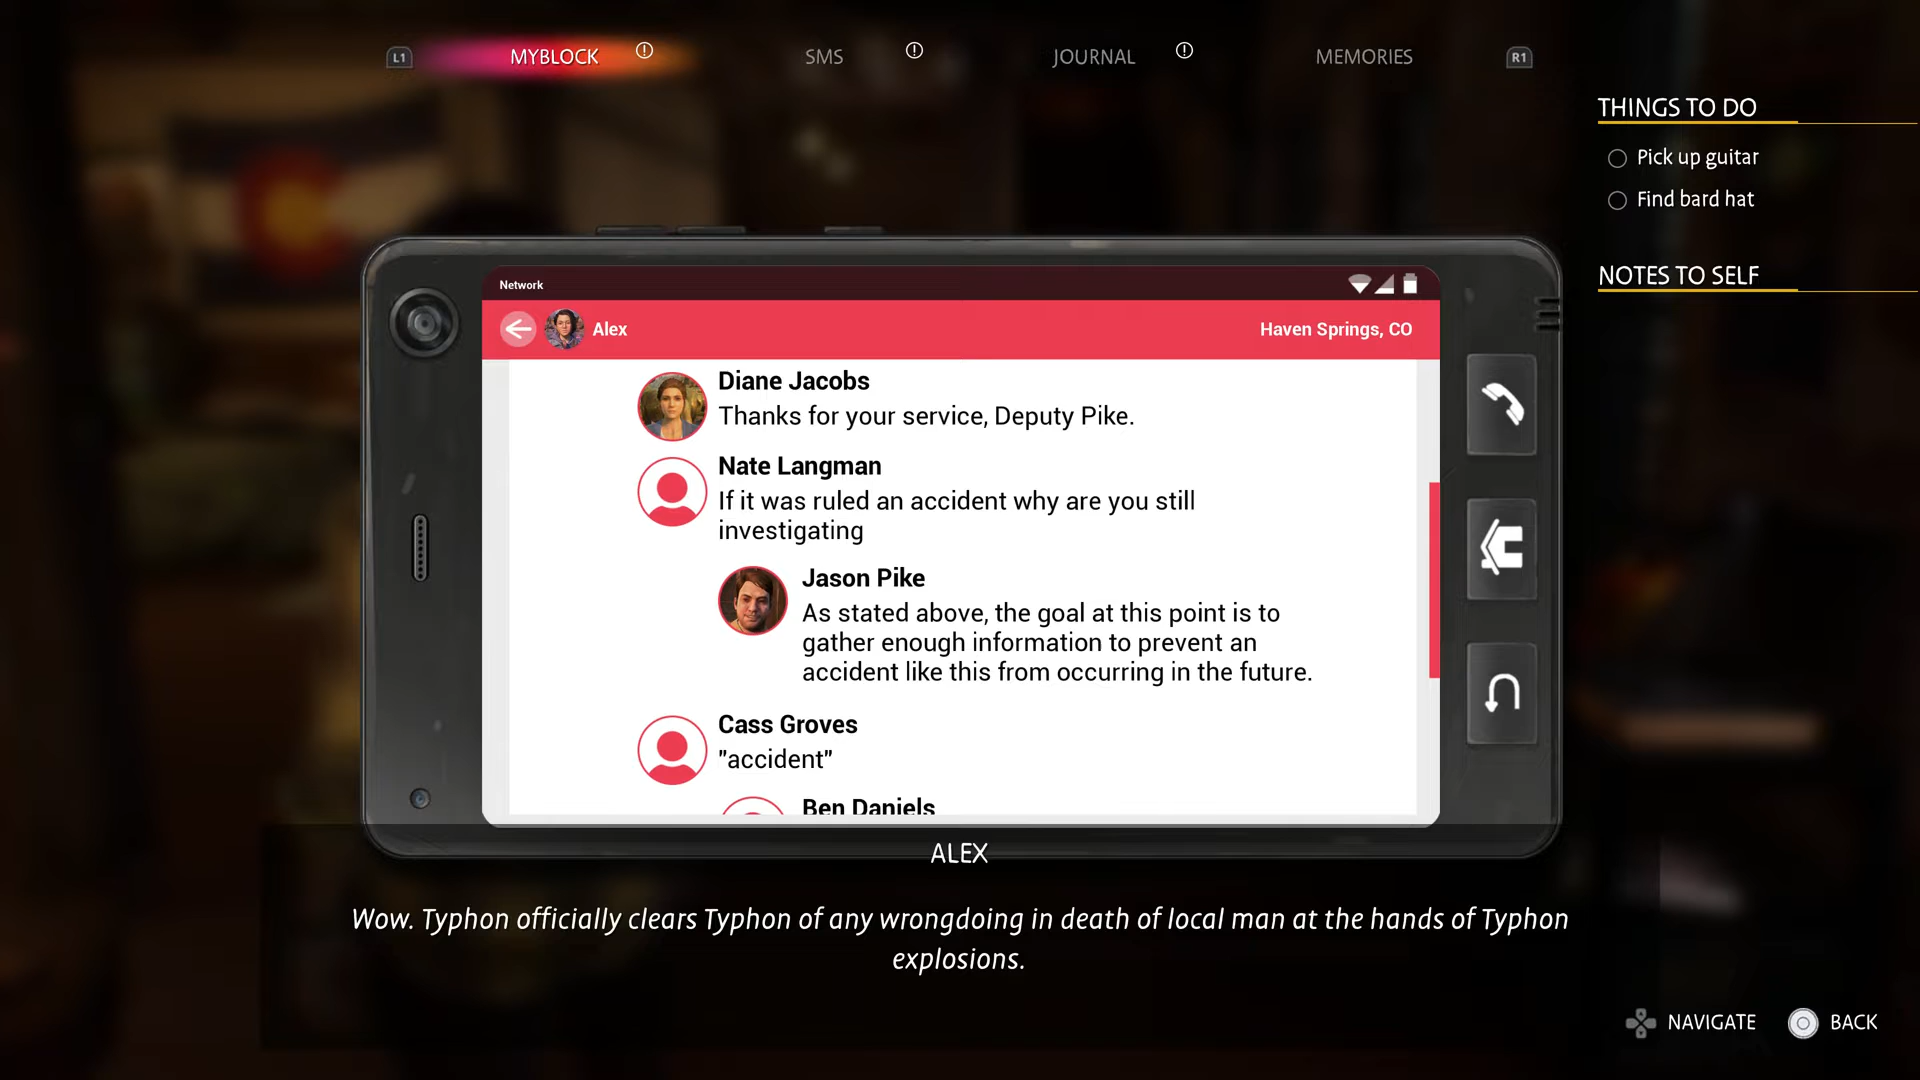 L1
MYBLOCK
SMS
JOURNAL
MEMORIES
R1
THINGS TO DO
Pick up guitar
Find bard hat
NOTES TO SELF
Network
Alex
Haven Springs, CO
Diane Jacobs
Thanks for your service, Deputy Pike.
Nate Langman
If it was ruled an accident why are you still
investigating
Jason Pike
As stated above, the goal at this point is to
gather enough information to prevent an
accident like this from occurring in the future.
Cass Groves
"accident"
Ben Daniels
ALEX
Wow. Typhon officially clears Typhon of any wrongdoing in death of local man at the hands of Typhon
explosions.
NAVIGATE
BACK